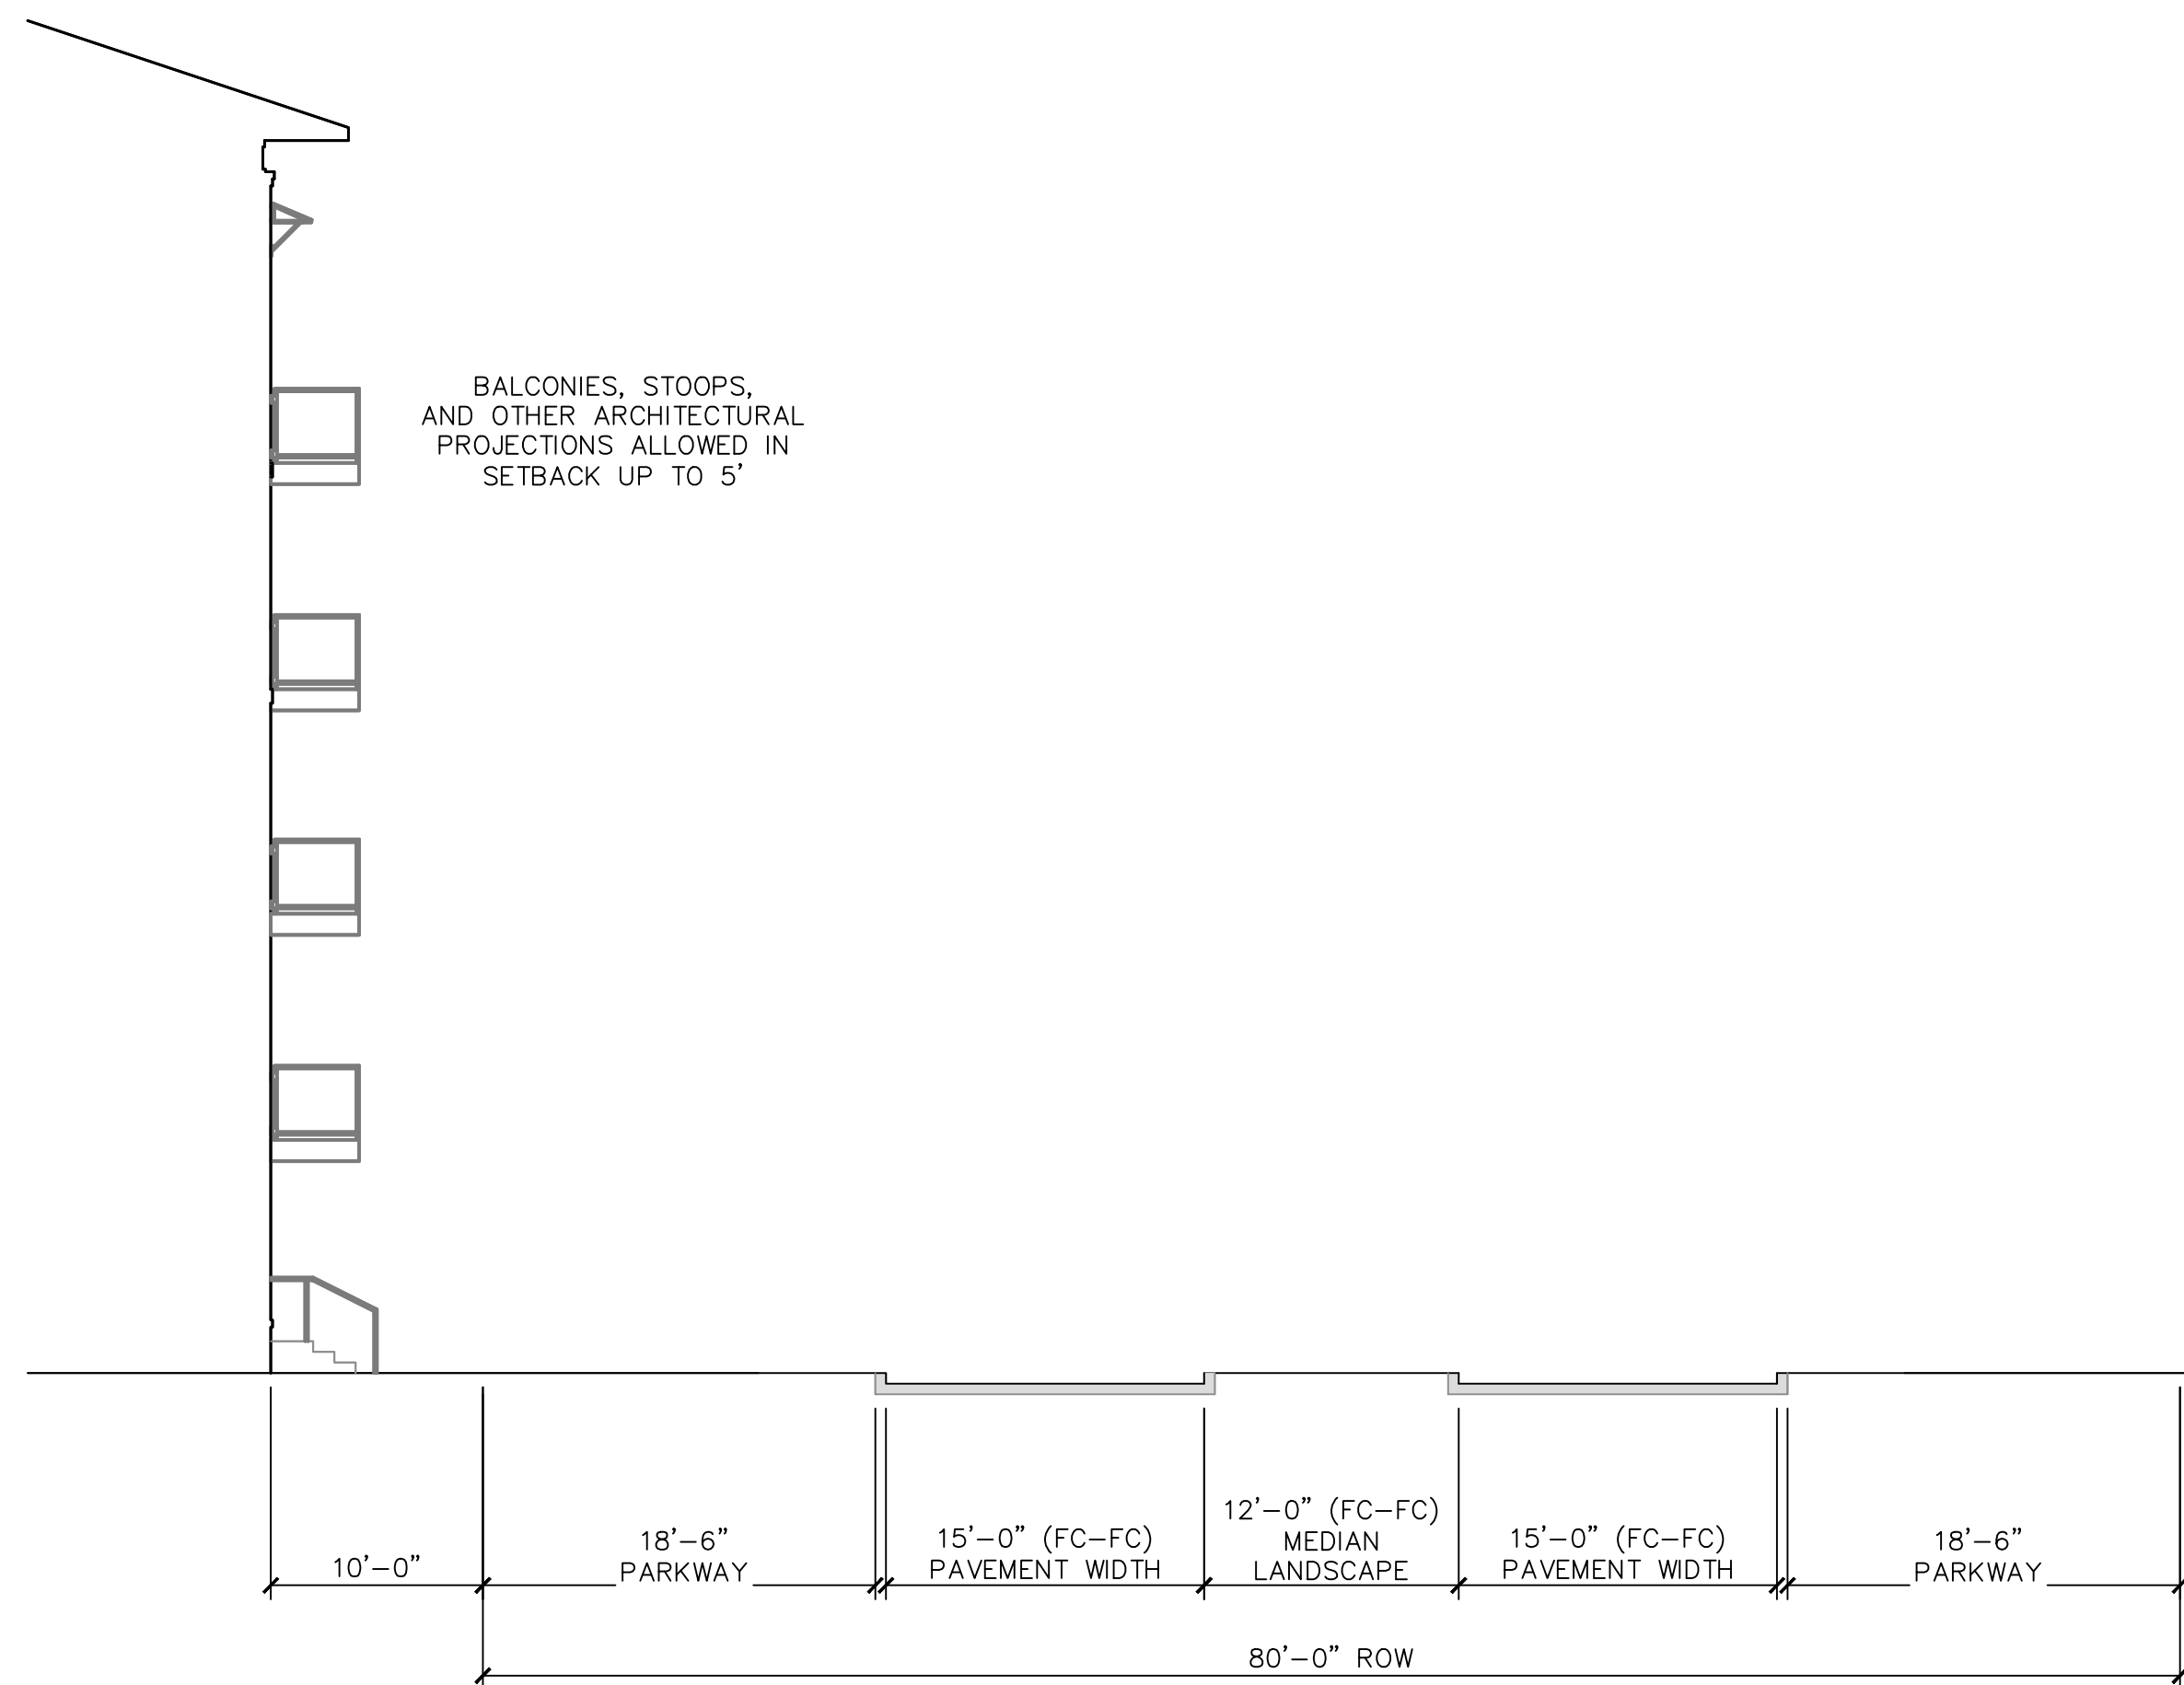 BALCONIES, STOOPS,
AND OTHER ARCHITECTURAL
PROJECTIONS ALLOWED IN
SETBACK UP TO 5'
10'-0"
18'-6"
PARKWAY
15'-0" (FC-FC)
PAVEMENT WIDTH
12'-0" (FC-FC)
MEDIAN
LANDSCAPE
15'-0" (FC-FC)
PAVEMENT WIDTH
18'-6"
PARKWAY
80'-0" ROW